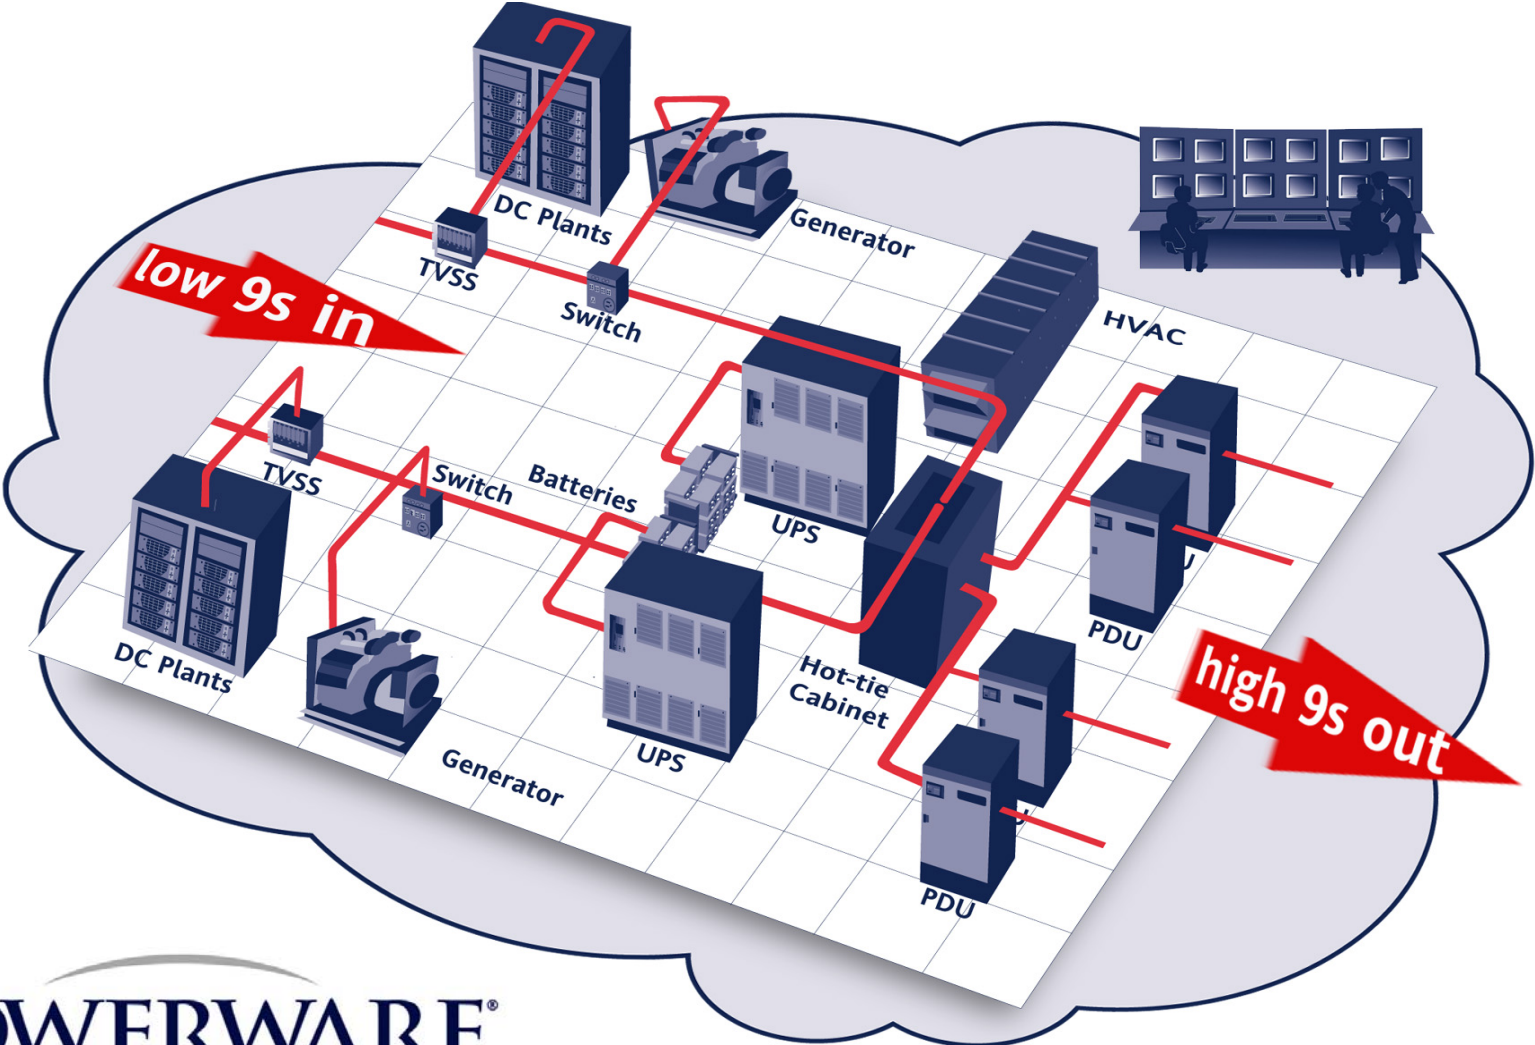 DC Plants
Generator
TVSS
Switch
low 9s in
HVAC
TVSS
Switch
Batteries
UPS
PDU
DC Plants
Hot-tie
Cabinet
high 9s out
UPS
Generator
PDU
OWERWARE®